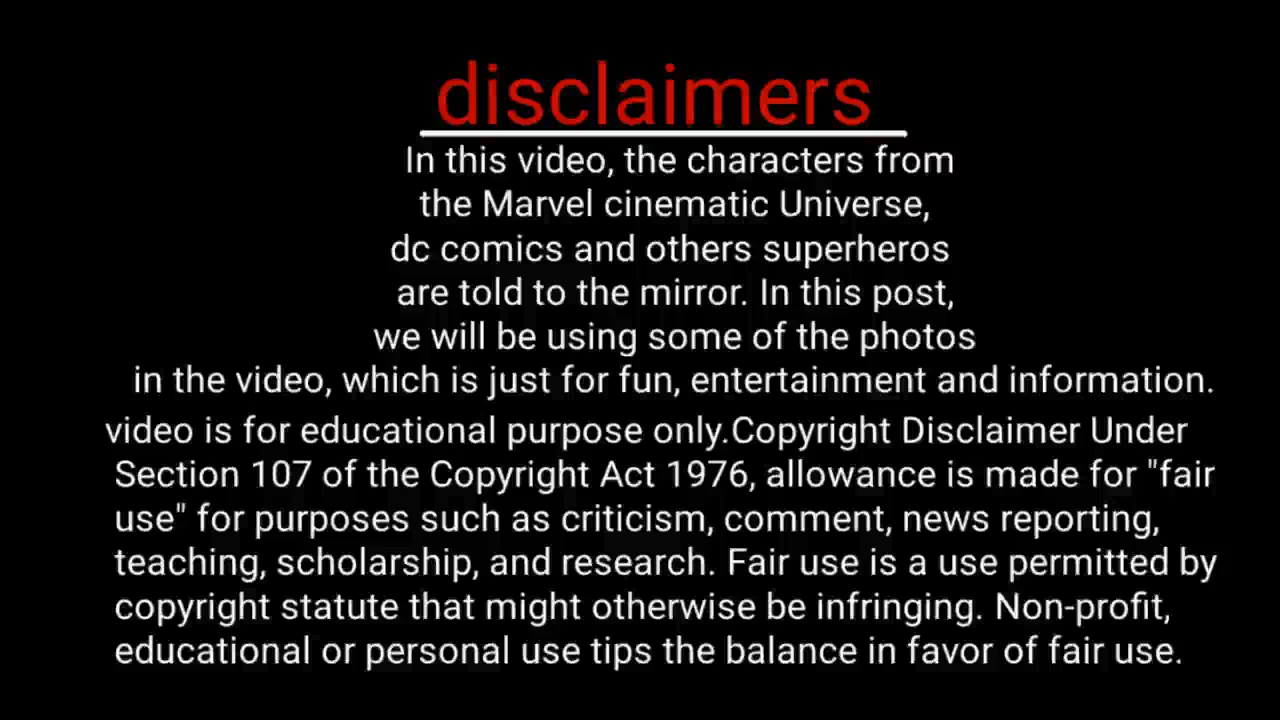 disclaimers
In this video, the characters from
the Marvel cinematic Universe,
dc comics and others superheros
are told to the mirror. In this post,
we will be using some of the photos
in the video, which is just for fun, entertainment and information.
video is for educational purpose only.Copyright Disclaimer Under
Section 107 of the Copyright Act 1976, allowance is made for "fair
use" for purposes such as criticism, comment, news reporting,
teaching, scholarship, and research. Fair use is a use permitted by
copyright statute that might otherwise be infringing. Non-profit,
educational or personal use tips the balance in favor of fair use.